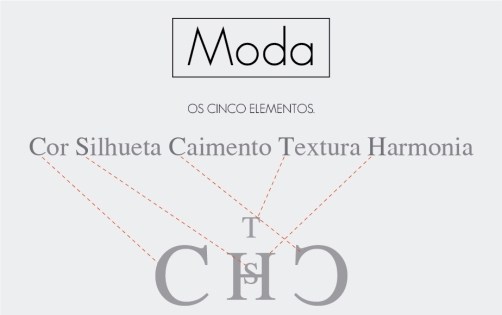 Moda
OS CINCO ELEMENTOS.
Cor Silhueta Caimento Textura Harmonia
T
C H S C